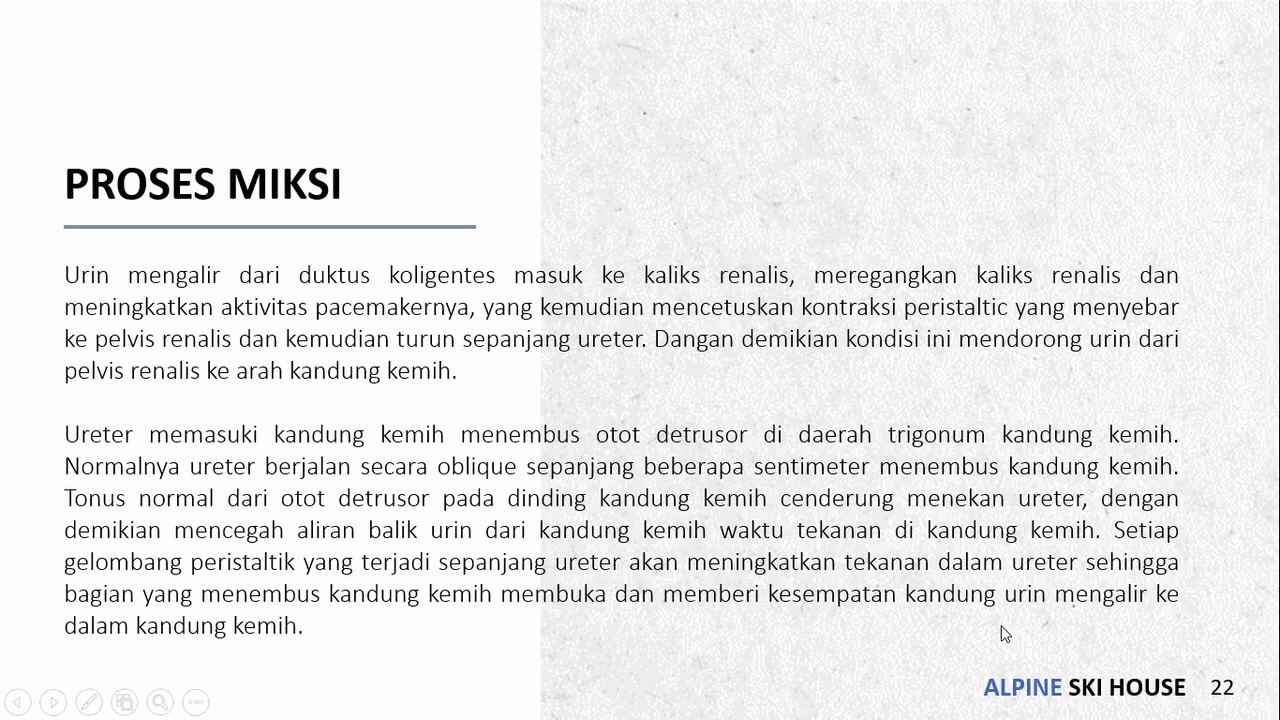 PROSES MIKSI
Urin mengalir dari duktus koligentes masuk ke kaliks renalis, meregangkan kaliks renalis dan
meningkatkan aktivitas pacemakernya, yang kemudian mencetuskan kontraksi peristaltic yang menyebar
ke pelvis renalis dan kemudian turun sepanjang ureter. Dangan demikian kondisi ini mendorong urin dari
pelvis renalis ke arah kandung kemih.
Ureter memasuki kandung kemih menembus otot detrusor di daerah trigonum kandung kemih.
Normalnya ureter berjalan secara oblique sepanjang beberapa sentimeter menembus kandung kemih.
Tonus normal dari otot detrusor pada dinding kandung kemih cenderung menekan ureter, dengan
demikian mencegah aliran balik urin dari kandung kemih waktu tekanan di kandung kemih. Setiap
gelombang peristaltik yang terjadi sepanjang ureter akan meningkatkan tekanan dalam ureter sehingga
bagian yang menembus kandung kemih membuka dan memberi kesempatan kandung urin mengalir ke
dalam kandung kemih.
ALPINE SKI HOUSE 22